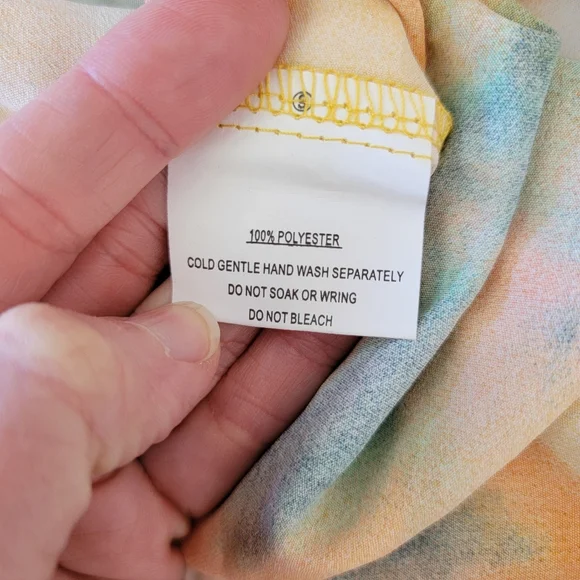 S
100% POLYESTER
COLD GENTLE HAND WASH SEPARATELY
DO NOT SOAK OR WRING
DO NOT BLEACH